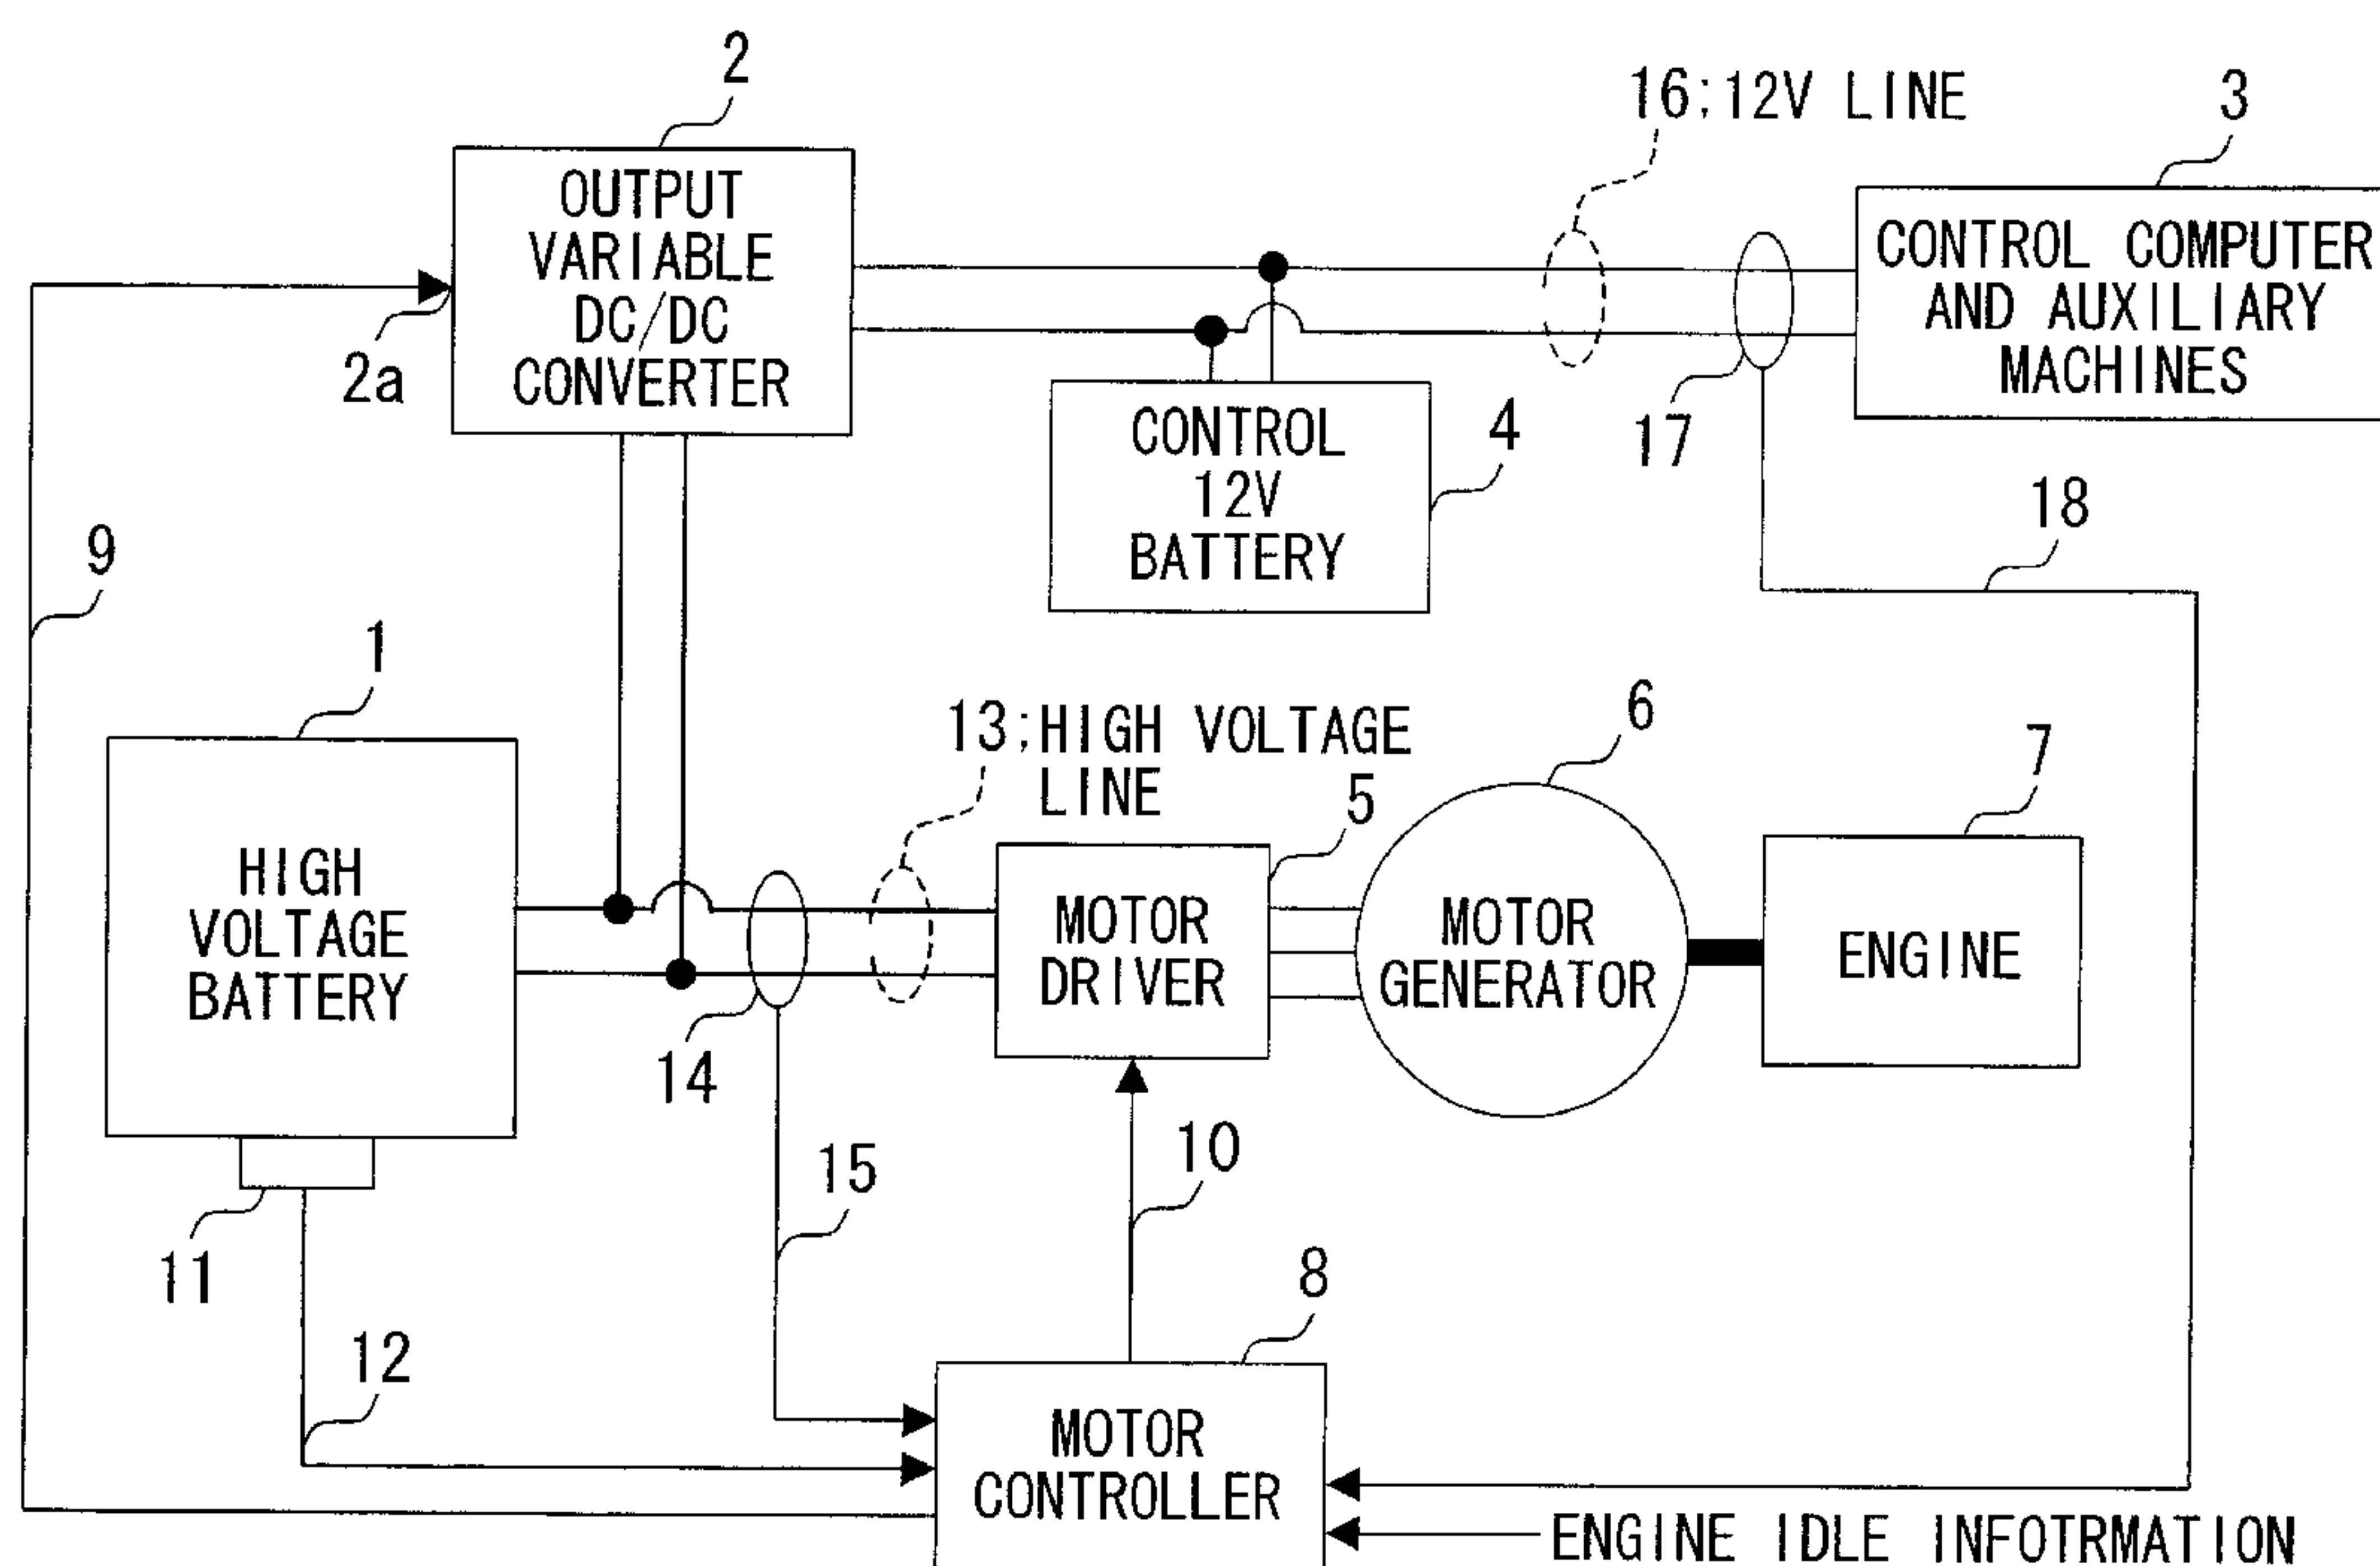 2
16;12V LINE
3
OUTPUT
VARIABLE
DC/DC
CONVERTER
2a
CONTROL COMPUTER
AND AUXILIARY
MACHINES
17
CONTROL
12V
BATTERY
4
18
9
1
13;HIGH VOLTAGE
LINE
5
6
7
HIGH
VOLTAGE
BATTERY
MOTOR
DRIVER
MOTOR
GENERATOR
ENGINE
14
15
10
11
12
8
MOTOR
CONTROLLER
ENGINE IDLE INFOTRMATION